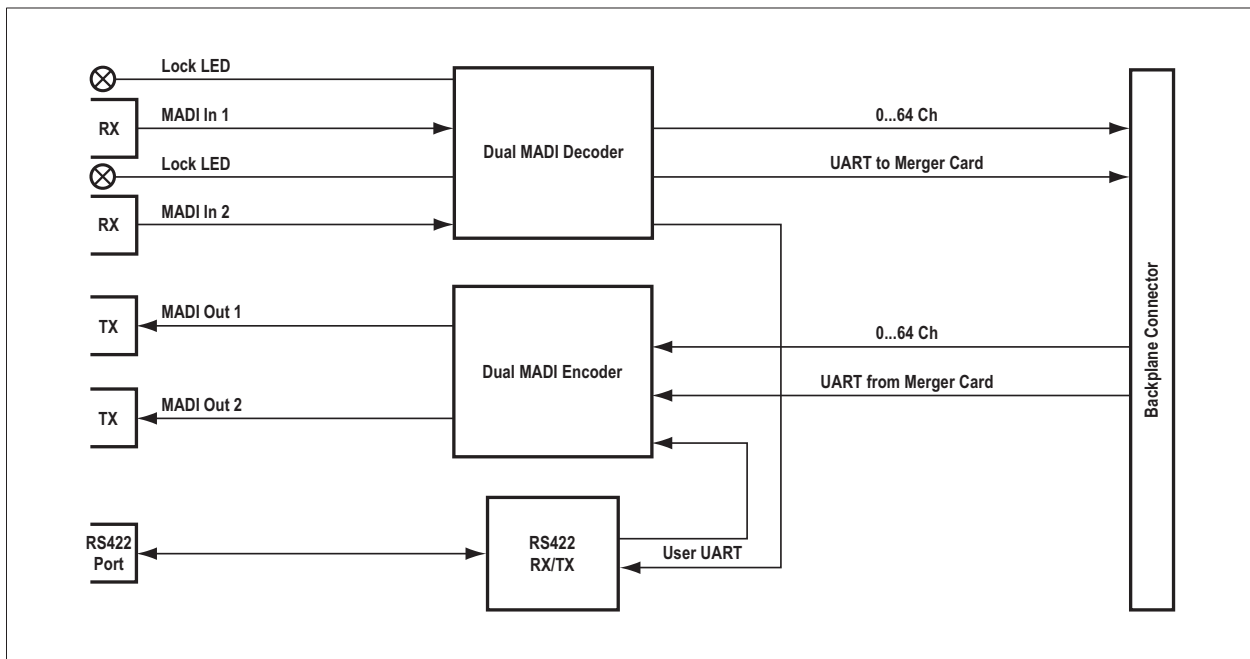 Lock LED
RX
MADI In 1
Lock LED
RX
MADI In 2
Dual MADI Decoder
0...64 Ch
UART to Merger Card
TX
MADI Out 1
TX
MADI Out 2
Dual MADI Encoder
0...64 Ch
UART from Merger Card
Backplane Connector
RS422
Port
RS422
RX/TX
User UART